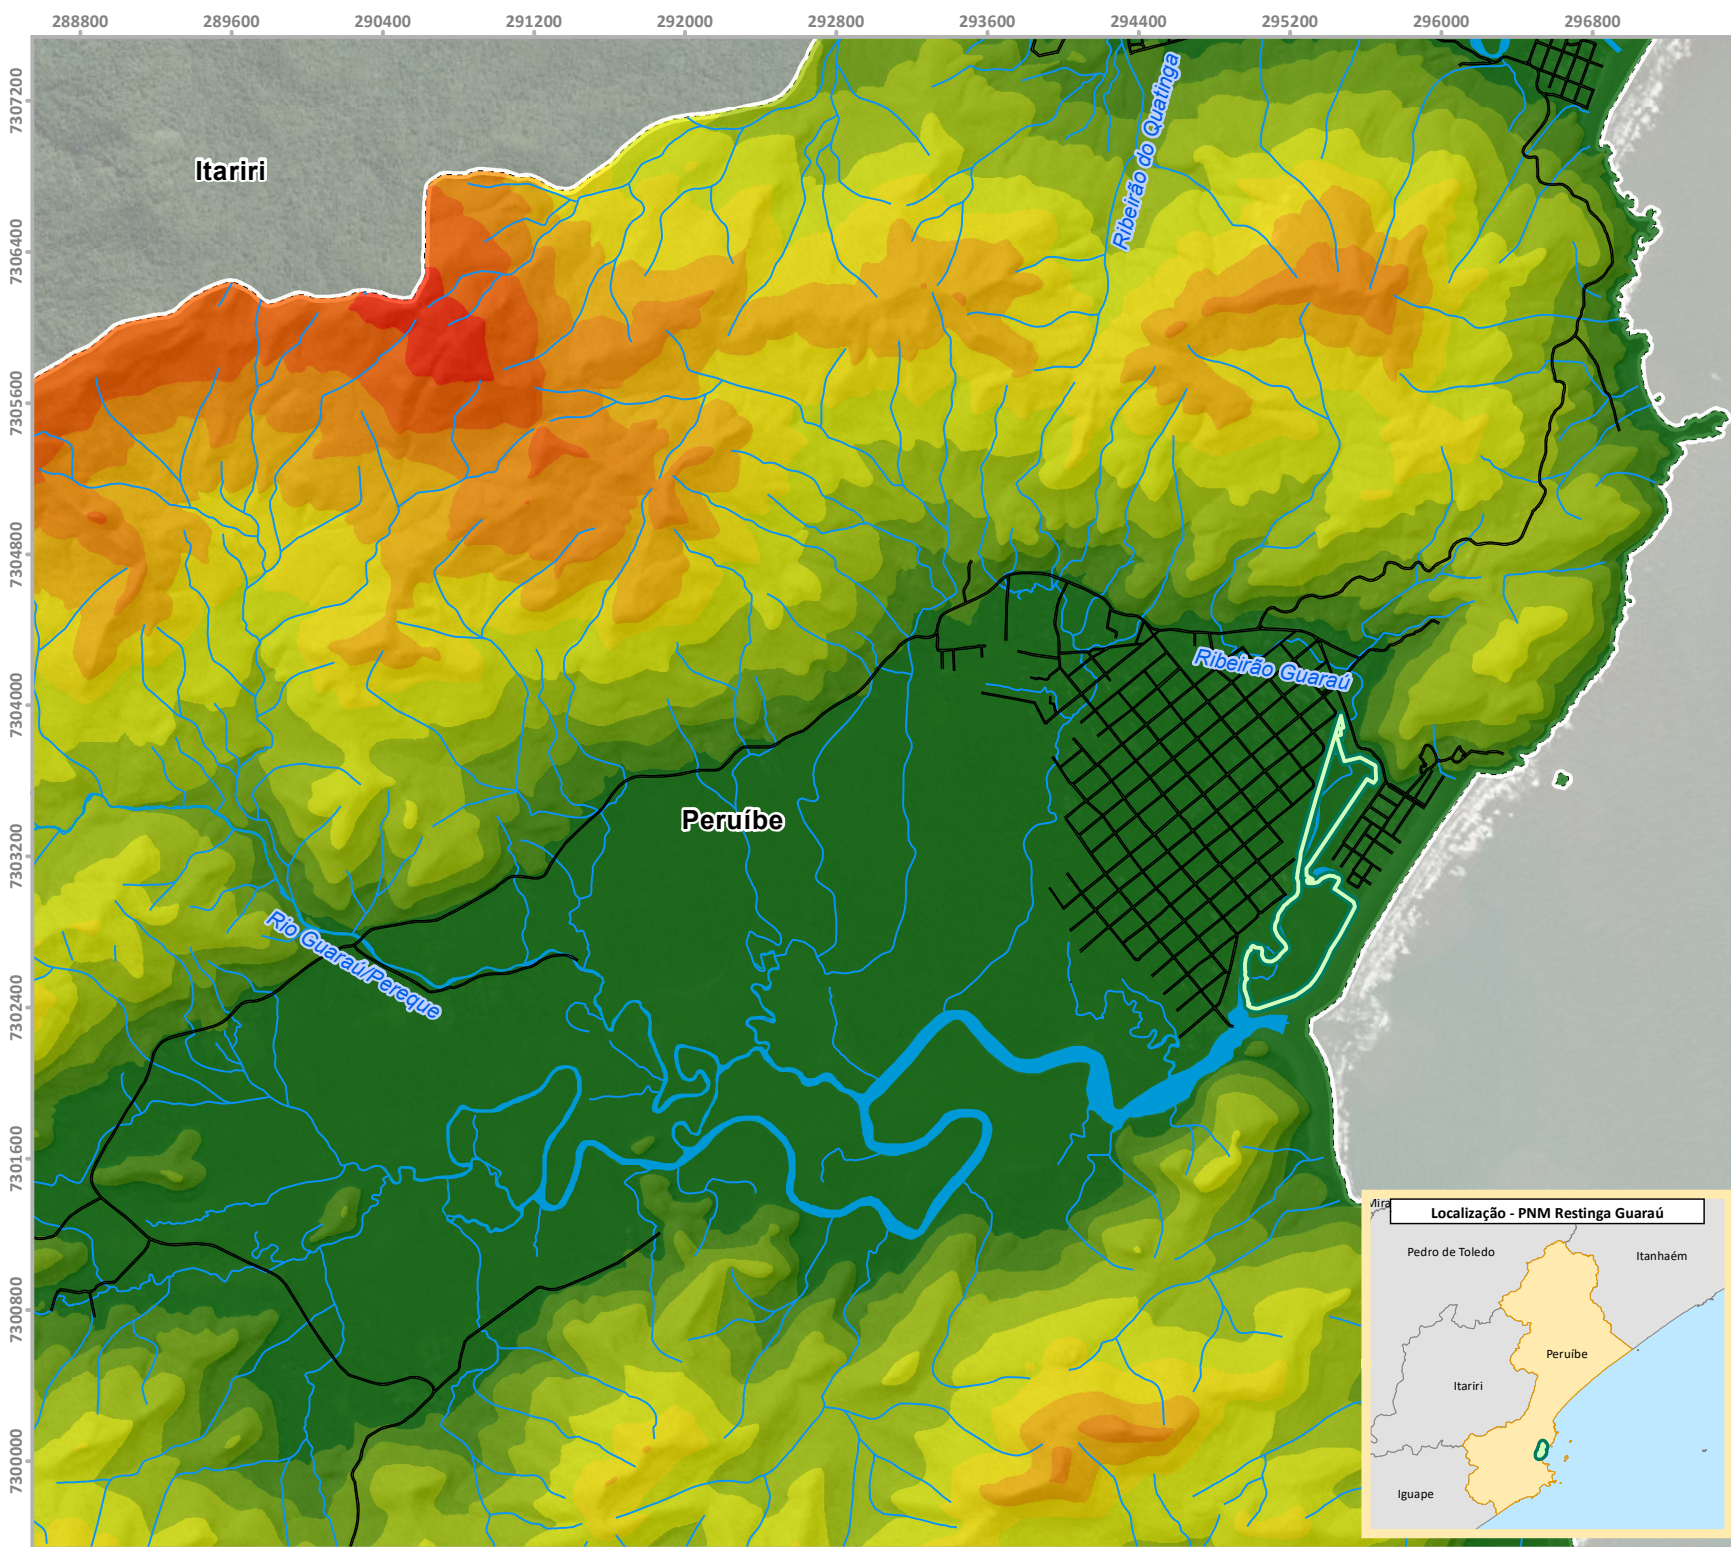 288800 289600 290400 291200 292000 292800 293600 294400 295200 296000 296800
7307200
7306400
7305600
7304800
7304000
7303200
7302400
7301600
7300800
7300000
Itariri
Ribeirão do Quatinga
Ribeirão Guaraú
Peruíbe
Rio Guaraú/Pereque
Localização - PNM Restinga Guaraú
Pedro de Toledo
Itanhaém
Peruíbe
Itariri
Iguape